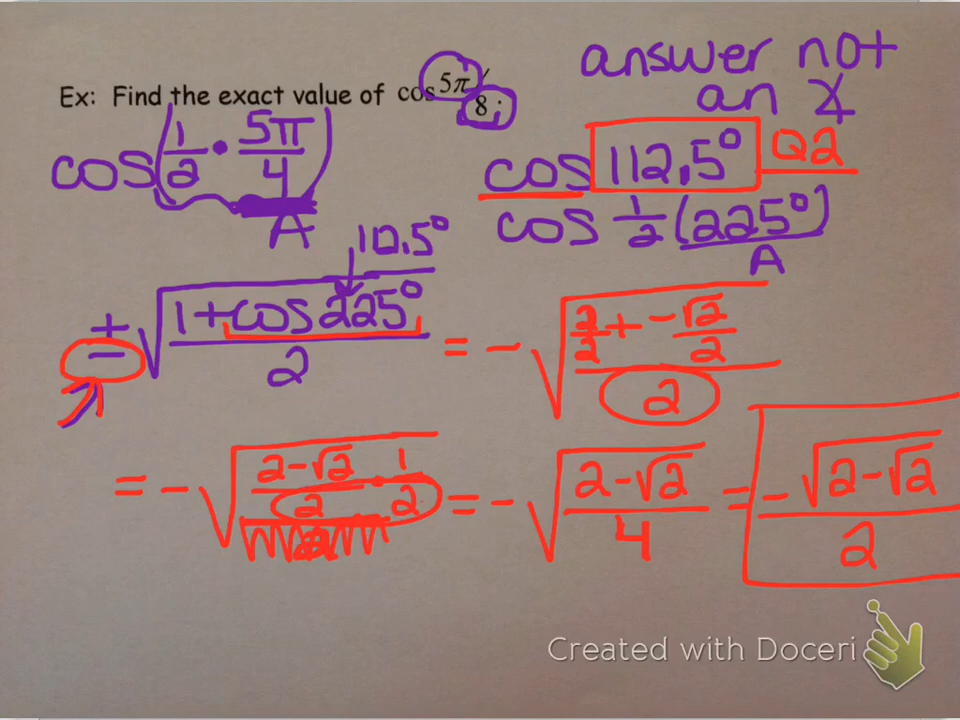 answer not
an ∠
Ex: Find the exact value of cos 5π/8;
cos(1/2 · 5π/4)
A
cos 112.5° Q2
cos 1/2 (225°)
A
112.5°
± √((1+cos 225°)/2) = -√((2/2 + -√2/2)/2)
= -√((2-√2)/2 · 1/2) = -√((2-√2)/4) = -√(2-√2)/2
Created with Doceri